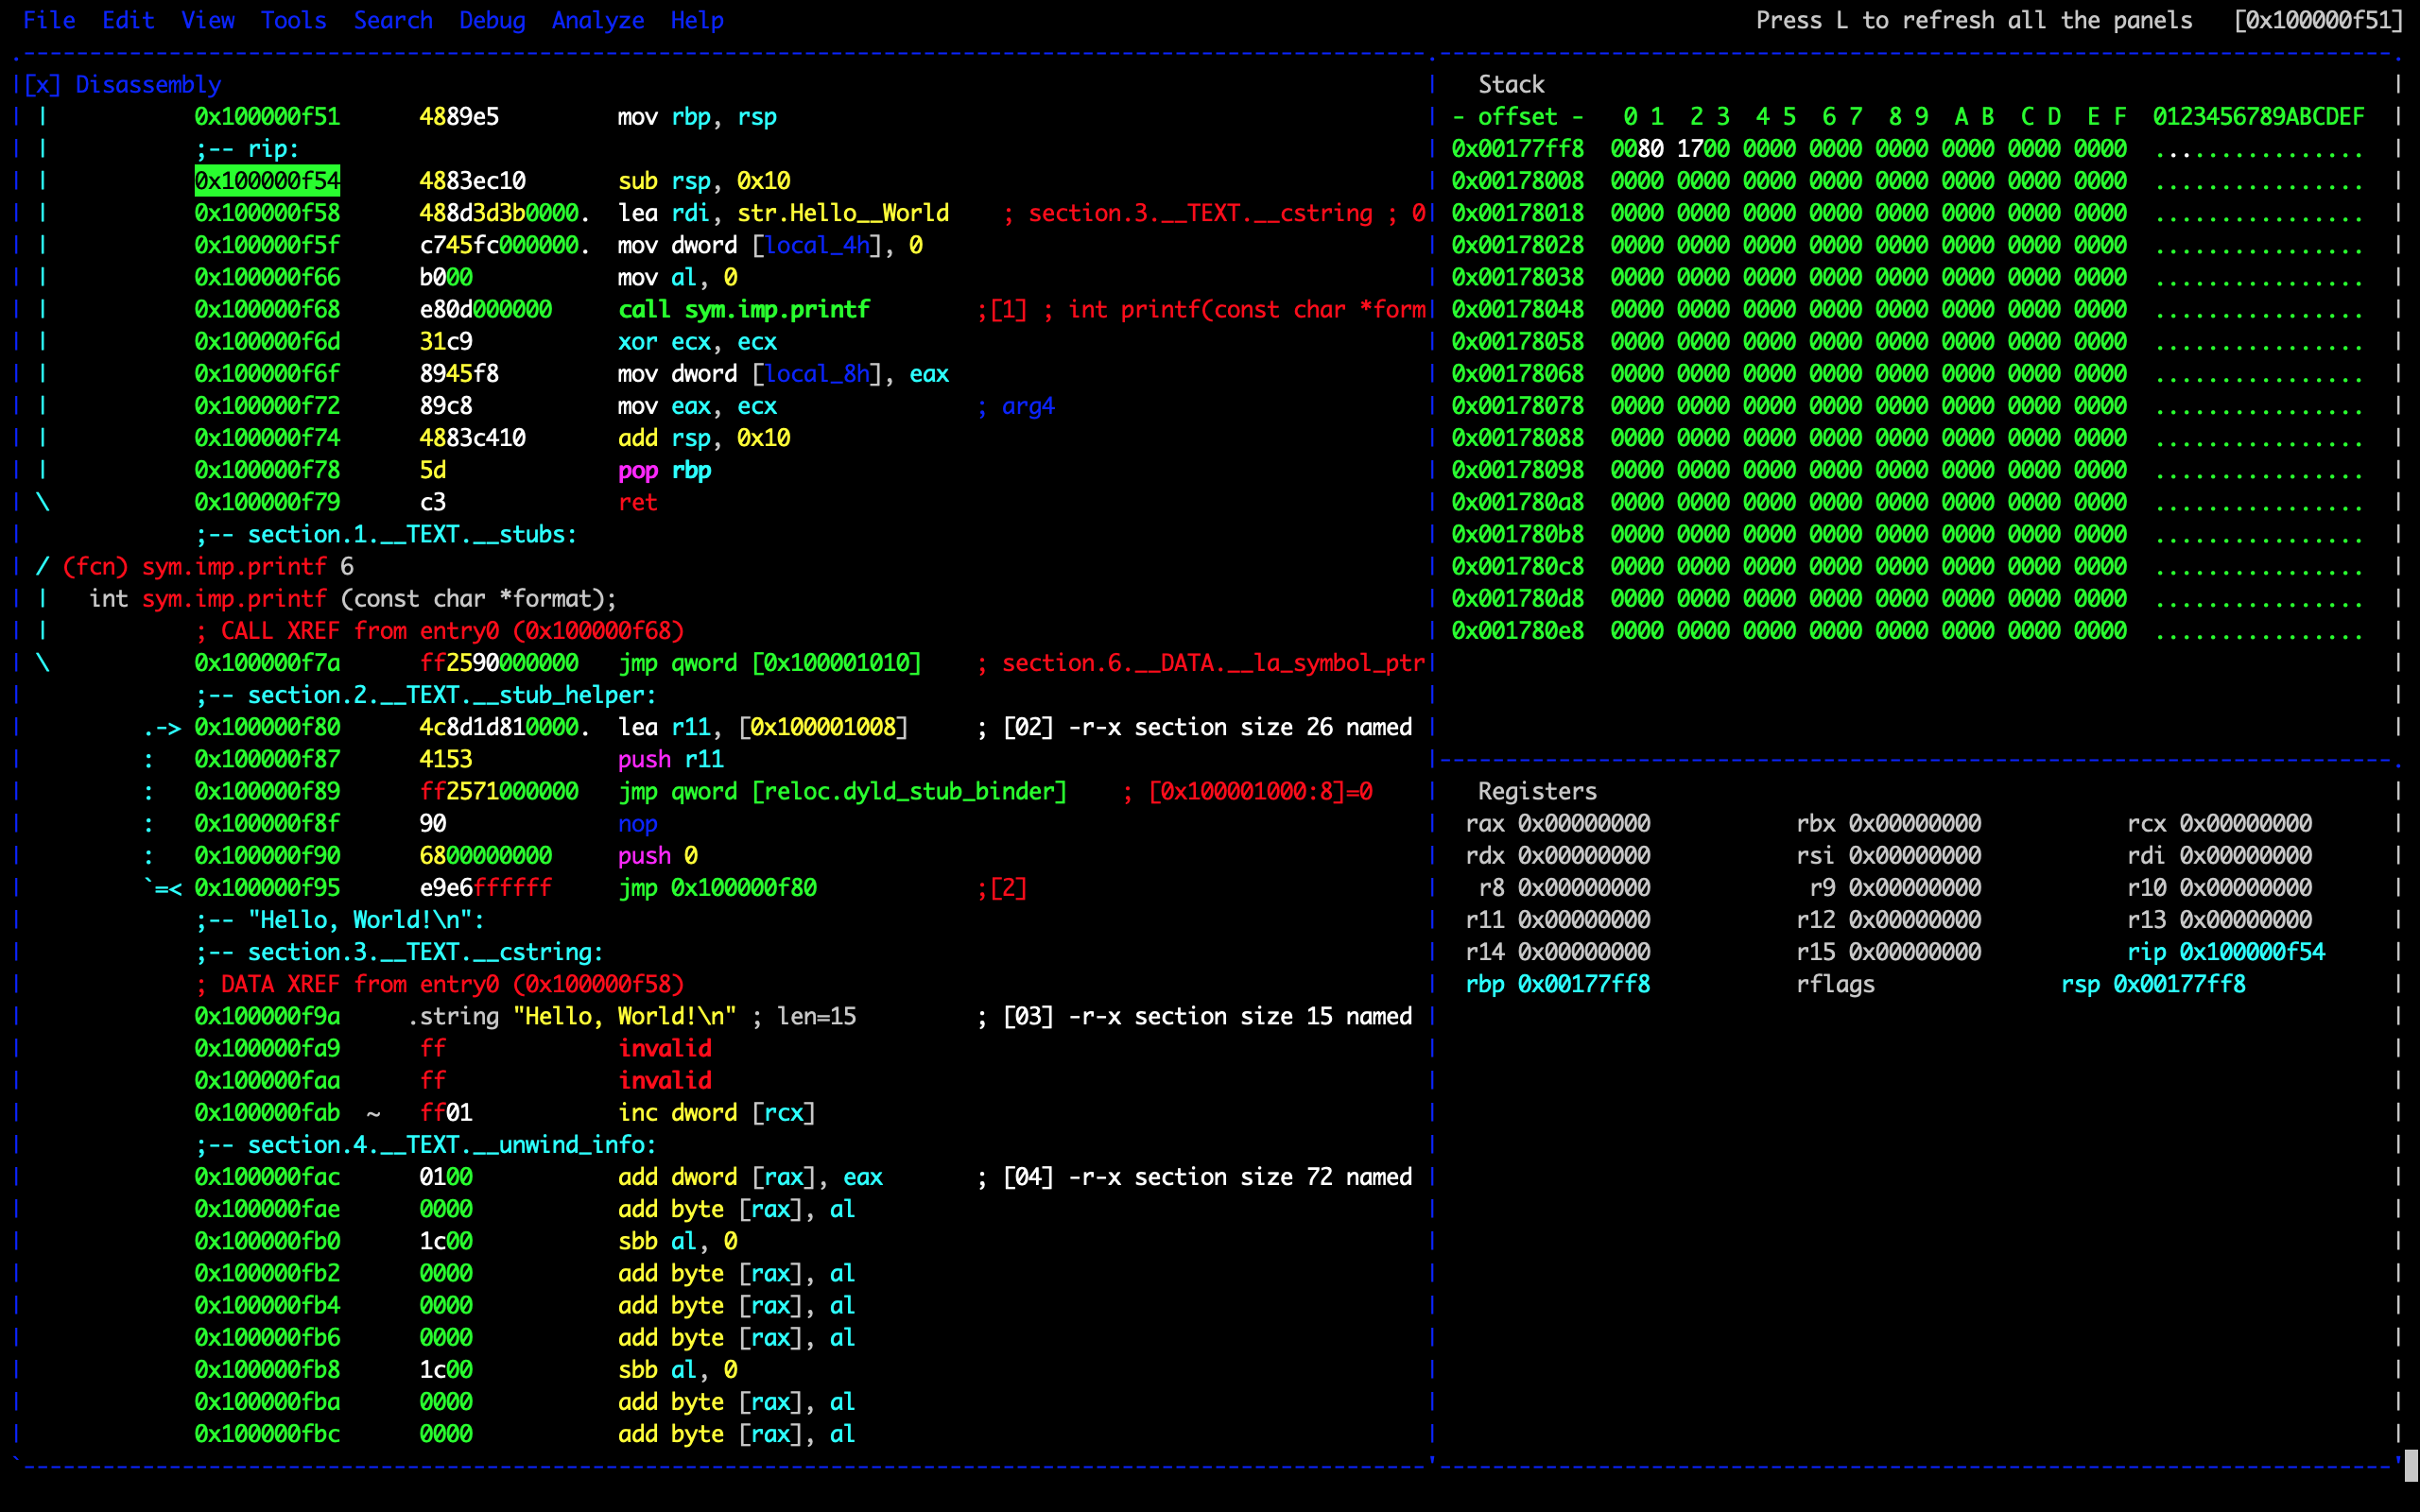 File  Edit  View  Tools  Search  Debug  Analyze  Help    Press L to refresh all the panels   [0x100000f51]
[x] Disassembly
0x100000f51      4889e5         mov rbp, rsp
;-- rip:
0x100000f54      4883ec10       sub rsp, 0x10
0x100000f58      488d3d3b0000.  lea rdi, str.Hello__World    ; section.3.__TEXT.__cstring ; 0
0x100000f5f      c745fc000000.  mov dword [local_4h], 0
0x100000f66      b000           mov al, 0
0x100000f68      e80d000000     call sym.imp.printf        ;[1] ; int printf(const char *form
0x100000f6d      31c9           xor ecx, ecx
0x100000f6f      8945f8         mov dword [local_8h], eax
0x100000f72      89c8           mov eax, ecx               ; arg4
0x100000f74      4883c410       add rsp, 0x10
0x100000f78      5d             pop rbp
\           0x100000f79      c3             ret
;-- section.1.__TEXT.__stubs:
/ (fcn) sym.imp.printf 6
|   int sym.imp.printf (const char *format);
|           ; CALL XREF from entry0 (0x100000f68)
\           0x100000f7a      ff2590000000   jmp qword [0x100001010]    ; section.6.__DATA.__la_symbol_ptr
;-- section.2.__TEXT.__stub_helper:
.-> 0x100000f80      4c8d1d810000.  lea r11, [0x100001008]     ; [02] -r-x section size 26 named
:   0x100000f87      4153           push r11
:   0x100000f89      ff2571000000   jmp qword [reloc.dyld_stub_binder]    ; [0x100001000:8]=0
:   0x100000f8f      90             nop
:   0x100000f90      6800000000     push 0
`=< 0x100000f95      e9e6ffffff     jmp 0x100000f80            ;[2]
;-- "Hello, World!\n":
;-- section.3.__TEXT.__cstring:
; DATA XREF from entry0 (0x100000f58)
0x100000f9a     .string "Hello, World!\n" ; len=15         ; [03] -r-x section size 15 named
0x100000fa9      ff             invalid
0x100000faa      ff             invalid
0x100000fab  ~   ff01           inc dword [rcx]
;-- section.4.__TEXT.__unwind_info:
0x100000fac      0100           add dword [rax], eax       ; [04] -r-x section size 72 named
0x100000fae      0000           add byte [rax], al
0x100000fb0      1c00           sbb al, 0
0x100000fb2      0000           add byte [rax], al
0x100000fb4      0000           add byte [rax], al
0x100000fb6      0000           add byte [rax], al
0x100000fb8      1c00           sbb al, 0
0x100000fba      0000           add byte [rax], al
0x100000fbc      0000           add byte [rax], al
Stack
- offset -   0 1  2 3  4 5  6 7  8 9  A B  C D  E F  0123456789ABCDEF
0x00177ff8  0080 1700 0000 0000 0000 0000 0000 0000  ................
0x00178008  0000 0000 0000 0000 0000 0000 0000 0000  ................
0x00178018  0000 0000 0000 0000 0000 0000 0000 0000  ................
0x00178028  0000 0000 0000 0000 0000 0000 0000 0000  ................
0x00178038  0000 0000 0000 0000 0000 0000 0000 0000  ................
0x00178048  0000 0000 0000 0000 0000 0000 0000 0000  ................
0x00178058  0000 0000 0000 0000 0000 0000 0000 0000  ................
0x00178068  0000 0000 0000 0000 0000 0000 0000 0000  ................
0x00178078  0000 0000 0000 0000 0000 0000 0000 0000  ................
0x00178088  0000 0000 0000 0000 0000 0000 0000 0000  ................
0x00178098  0000 0000 0000 0000 0000 0000 0000 0000  ................
0x001780a8  0000 0000 0000 0000 0000 0000 0000 0000  ................
0x001780b8  0000 0000 0000 0000 0000 0000 0000 0000  ................
0x001780c8  0000 0000 0000 0000 0000 0000 0000 0000  ................
0x001780d8  0000 0000 0000 0000 0000 0000 0000 0000  ................
0x001780e8  0000 0000 0000 0000 0000 0000 0000 0000  ................
Registers
rax 0x00000000           rbx 0x00000000           rcx 0x00000000
rdx 0x00000000           rsi 0x00000000           rdi 0x00000000
r8 0x00000000            r9 0x00000000           r10 0x00000000
r11 0x00000000           r12 0x00000000           r13 0x00000000
r14 0x00000000           r15 0x00000000           rip 0x100000f54
rbp 0x00177ff8           rflags              rsp 0x00177ff8